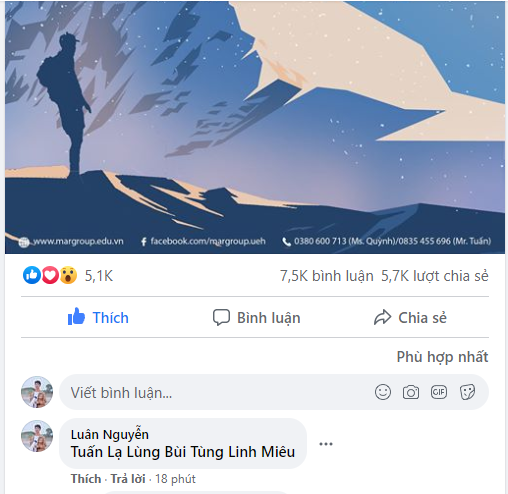 www.margroup.edu.vn facebook.com/margroup.ueh 0380 600 713 (Ms. Quỳnh)/0835 455 696 (Mr. Tuấn)
5,1K 7,5K bình luận 5,7K lượt chia sẻ
Thích Bình luận Chia sẻ
Phù hợp nhất
Viết bình luận... GIF
Luân Nguyễn
Tuấn Lạ Lùng Bùi Tùng Linh Miêu
Thích · Trả lời · 18 phút